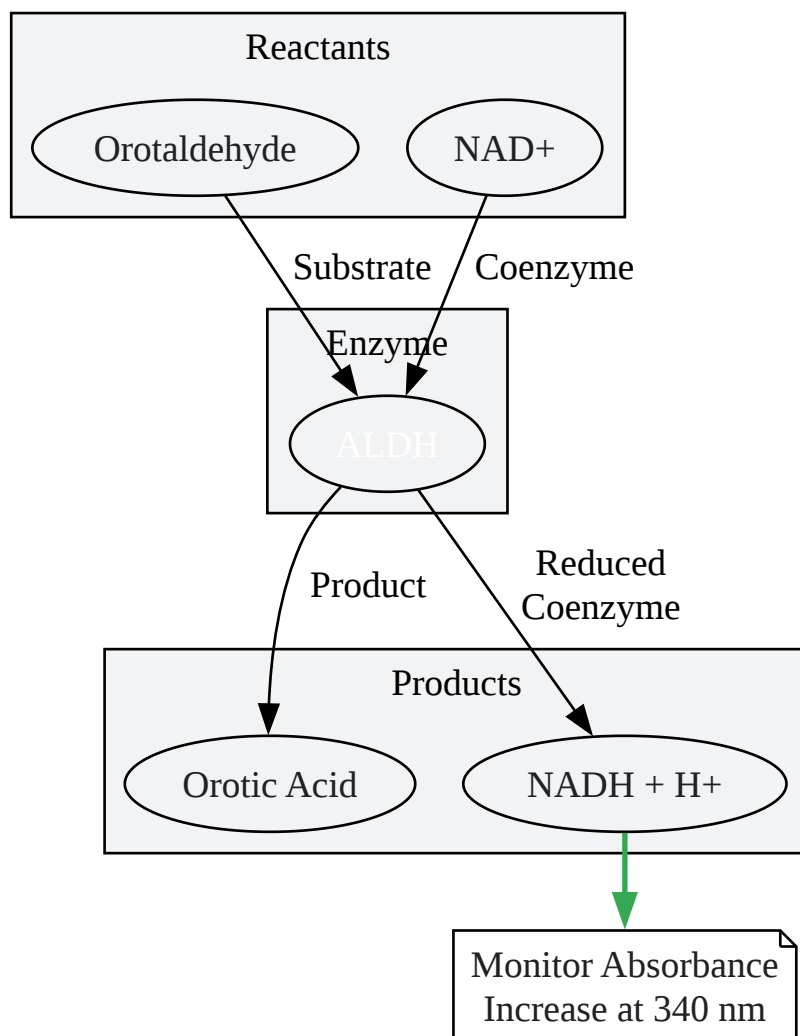 Reactants
Orotaldehyde
NAD+
Substrate
Coenzyme
Enzyme
ALDH
Product
Reduced
Coenzyme
Products
Orotic Acid
NADH + H+
Monitor Absorbance
Increase at 340 nm